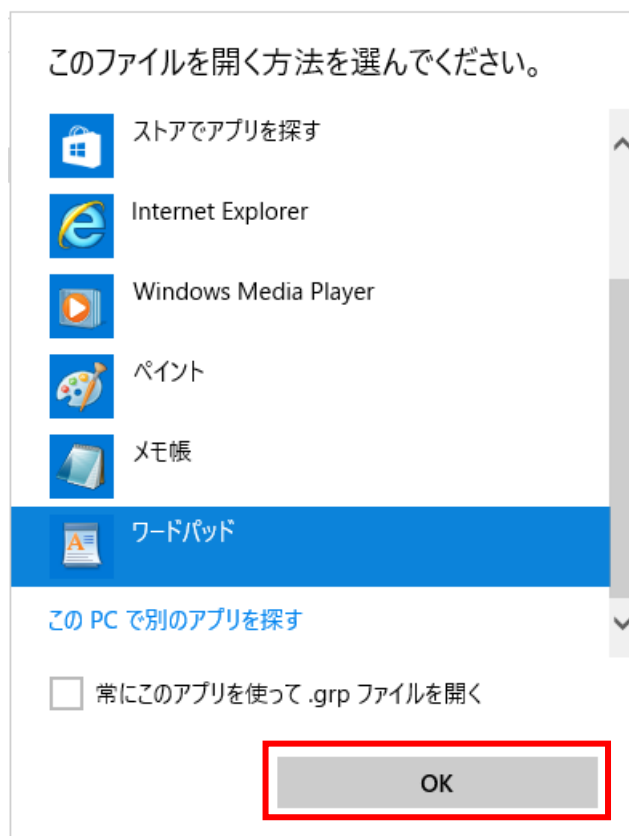 このファイルを開く方法を選んでください。
ストアでアプリを探す
Internet Explorer
Windows Media Player
ペイント
メモ帳
ワードパッド
この PC で別のアプリを探す
常にこのアプリを使って .grp ファイルを開く
OK